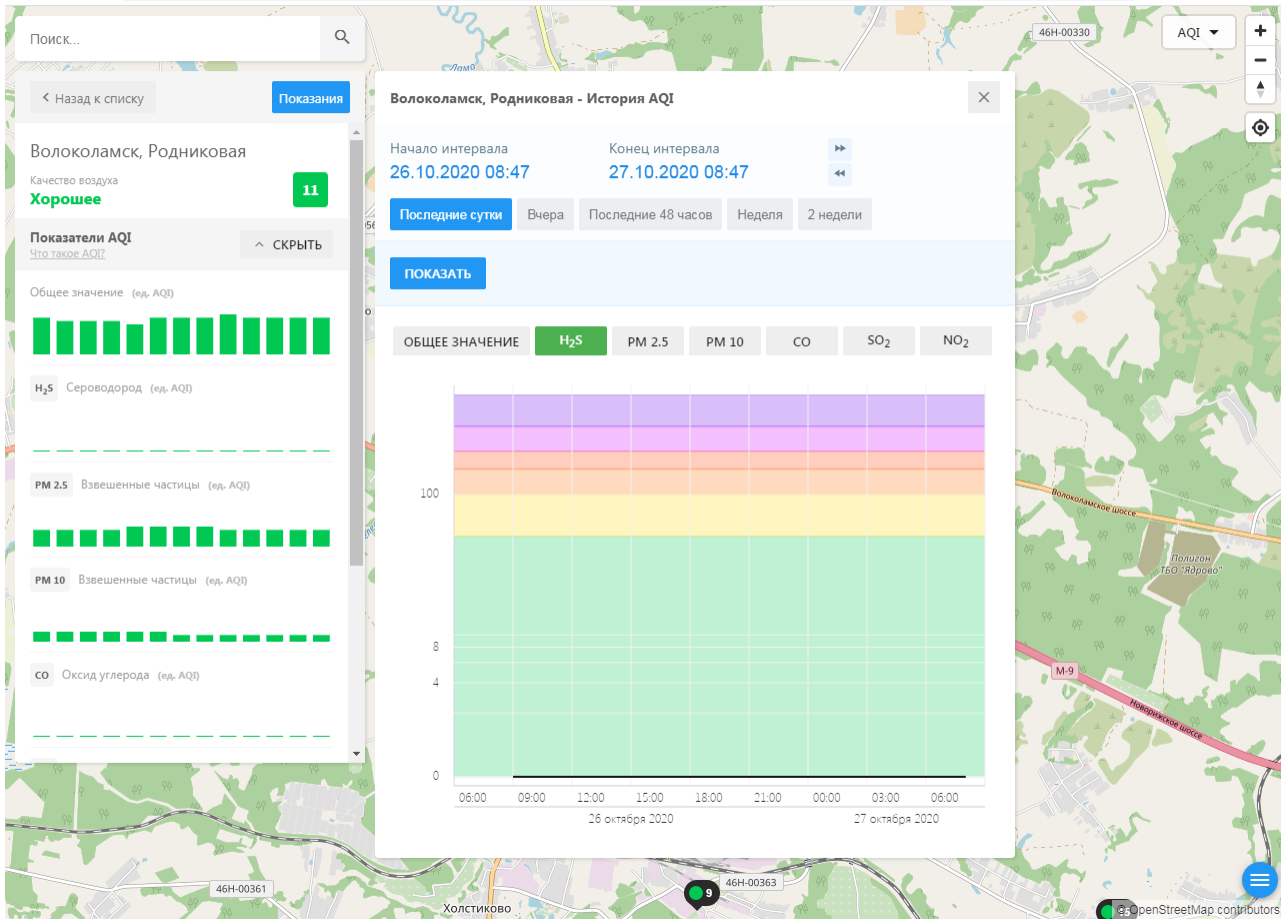 Поиск...
46Н-00330
AQI
Ламо
Назад к списку
Показания
Волоколамск, Родниковая
Качество воздуха
Хорошее
11
Показатели AQI
Что такое AQI?
СКРЫТЬ
Общее значение (ед. AQI)
H2S Сероводород (ед. AQI)
PM 2.5 Взвешенные частицы (ед. AQI)
PM 10 Взвешенные частицы (ед. AQI)
CO Оксид углерода (ед. AQI)
Волоколамск, Родниковая - История AQI
Начало интервала
26.10.2020 08:47
Конец интервала
27.10.2020 08:47
Последние сутки
Вчера
Последние 48 часов
Неделя
2 недели
ПОКАЗАТЬ
ОБЩЕЕ ЗНАЧЕНИЕ
H2S
PM 2.5
PM 10
CO
SO2
NO2
100
8
4
0
06:00 09:00 12:00 15:00 18:00 21:00 00:00 03:00 06:00
26 октября 2020 27 октября 2020
Волоколамское шоссе
Полигон
ТБО "Ядрово"
М-9
Новорижское шоссе
46Н-00361
46Н-00363
9
Холстиково
© OpenStreetMap contributors